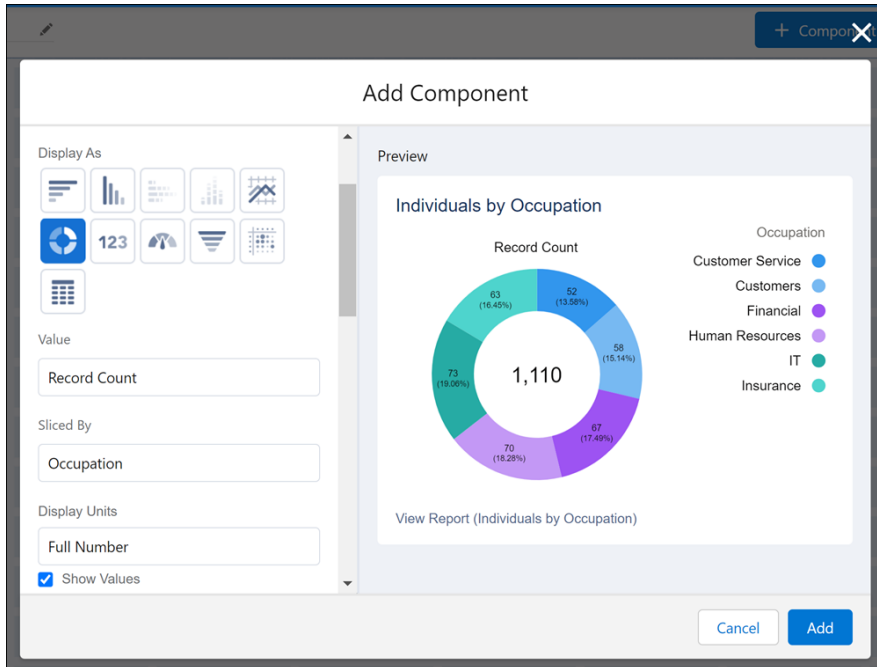 + Component
Add Component
Display As
123
Value
Record Count
Sliced By
Occupation
Display Units
Full Number
Show Values
Preview
Individuals by Occupation
Record Count
52
(13.58%)
58
(15.14%)
67
(17.49%)
70
(18.28%)
73
(19.06%)
63
(16.45%)
1,110
Occupation
Customer Service
Customers
Financial
Human Resources
IT
Insurance
View Report (Individuals by Occupation)
Cancel
Add